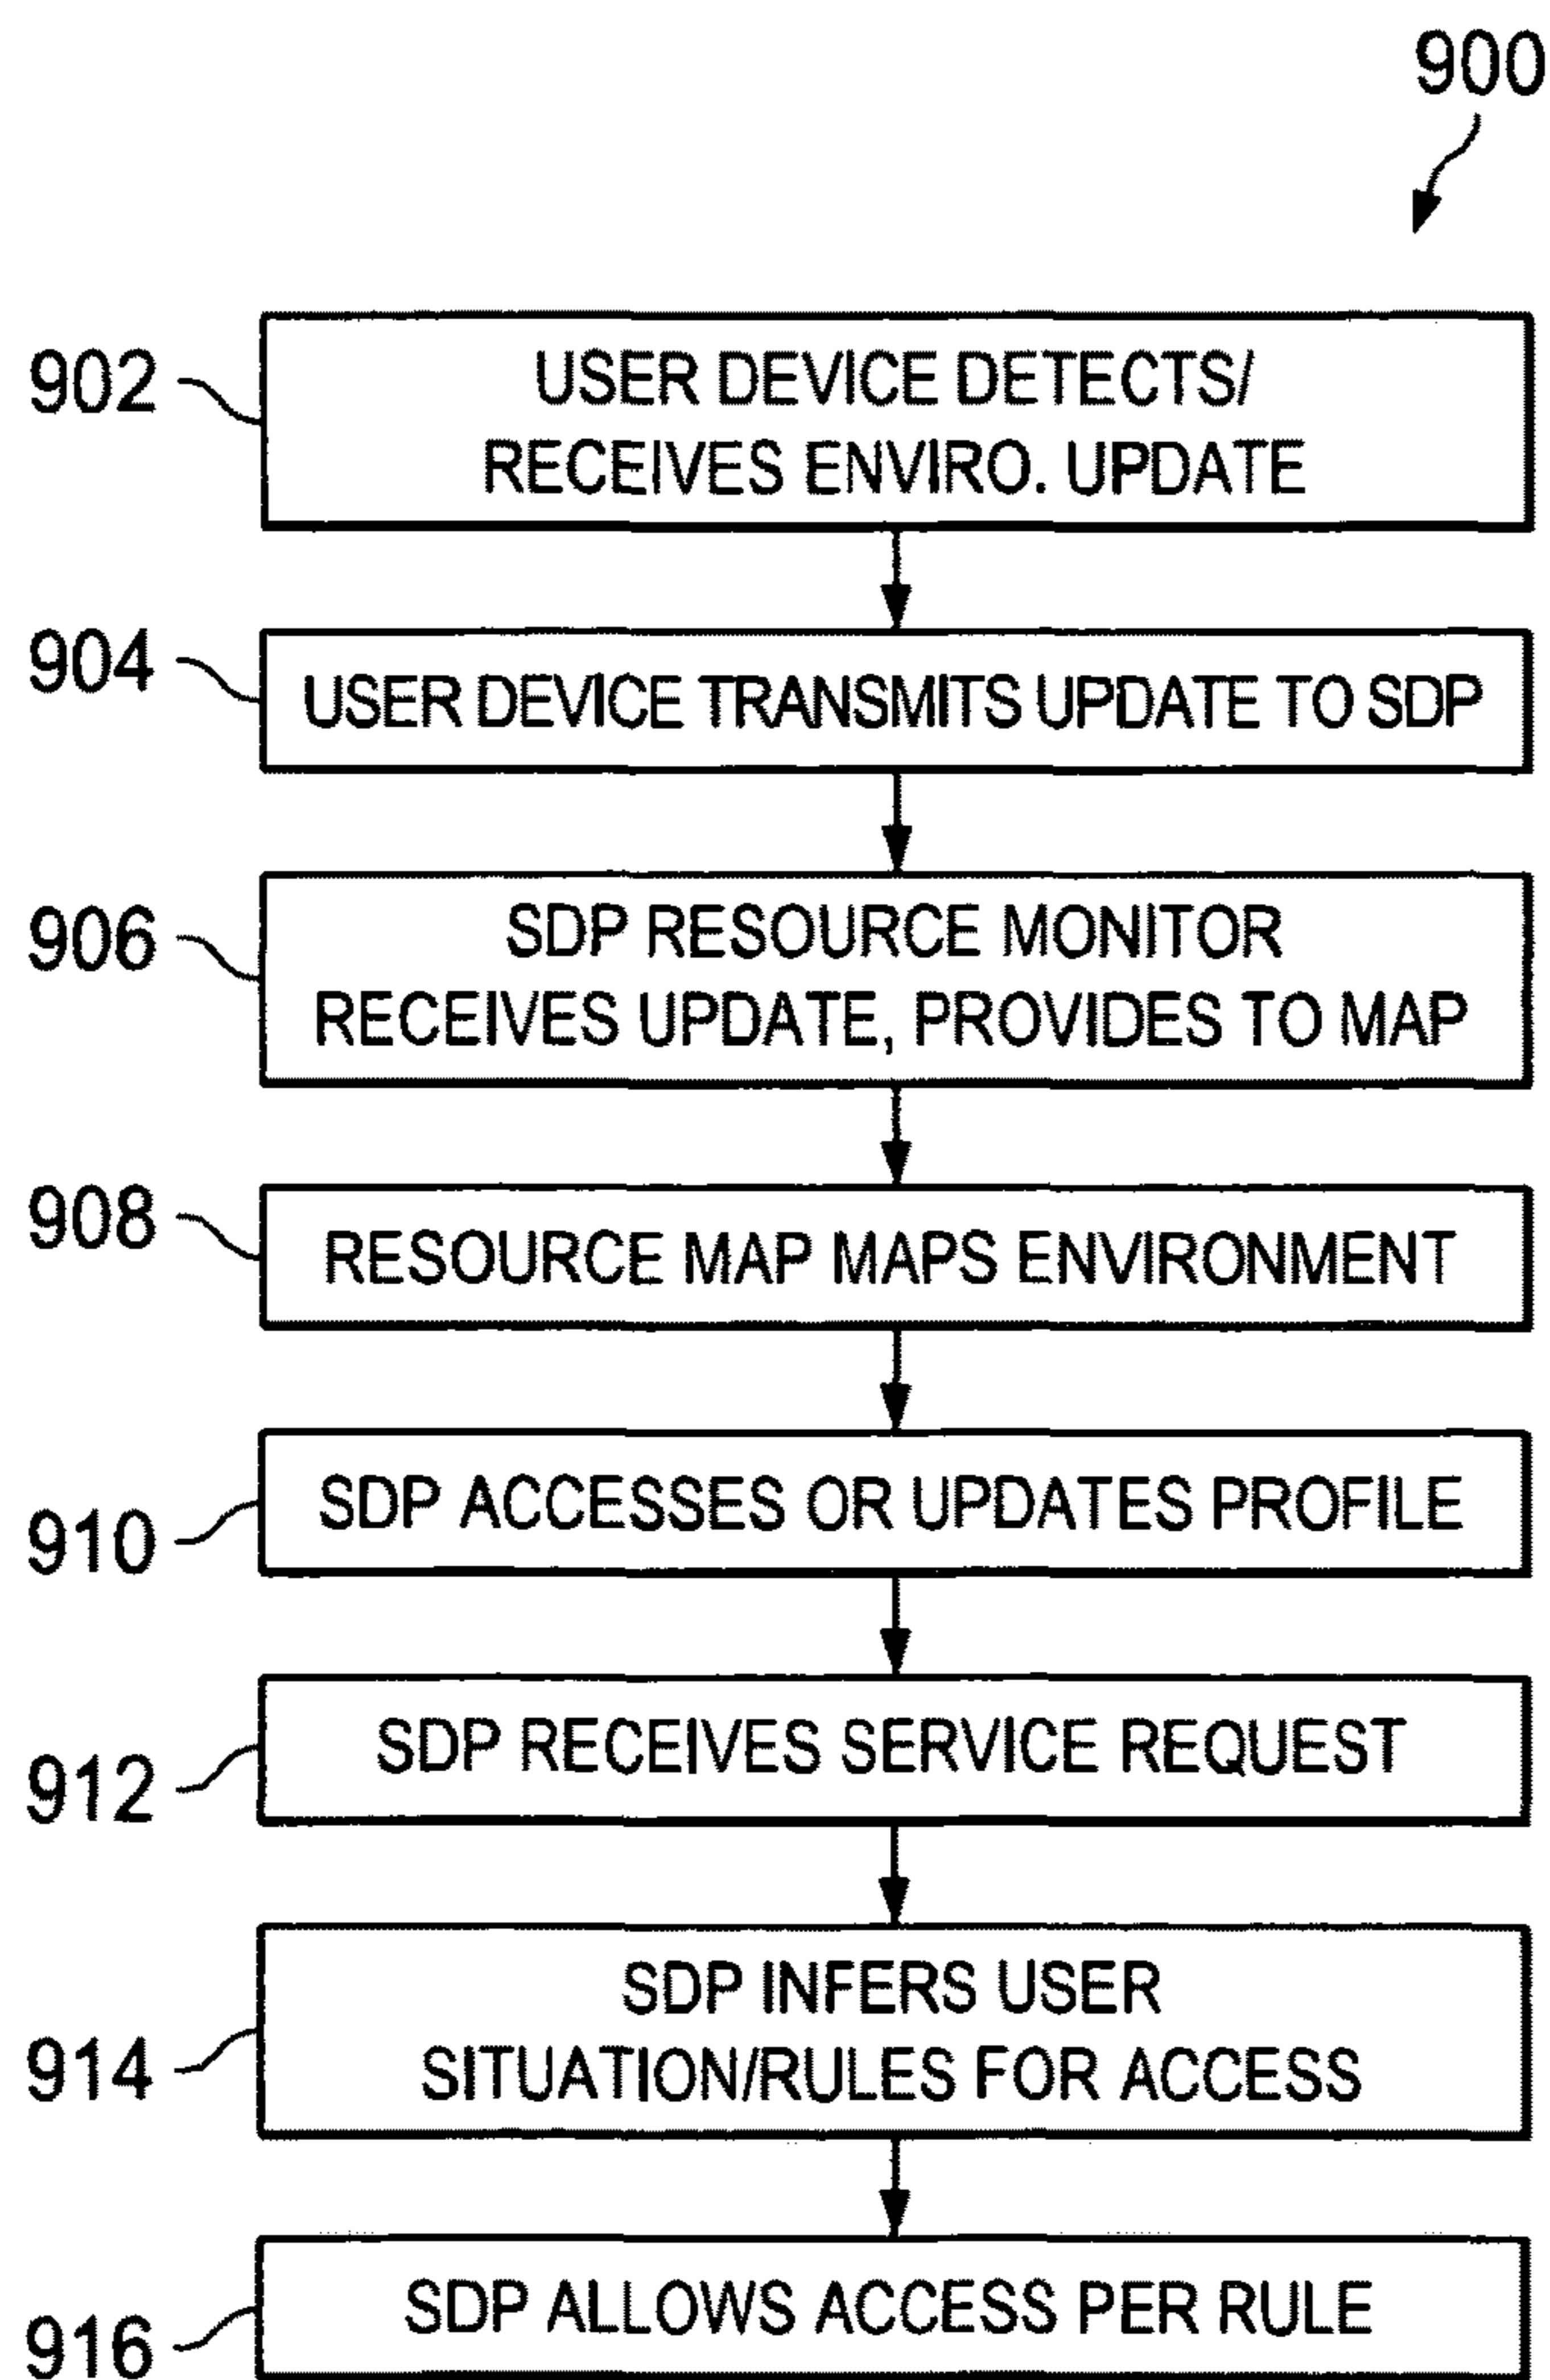 900
902
USER DEVICE DETECTS/
RECEIVES ENVIRO. UPDATE
904
USER DEVICE TRANSMITS UPDATE TO SDP
906
SDP RESOURCE MONITOR
RECEIVES UPDATE, PROVIDES TO MAP
908
RESOURCE MAP MAPS ENVIRONMENT
910
SDP ACCESSES OR UPDATES PROFILE
912
SDP RECEIVES SERVICE REQUEST
914
SDP INFERS USER
SITUATION/RULES FOR ACCESS
916
SDP ALLOWS ACCESS PER RULE